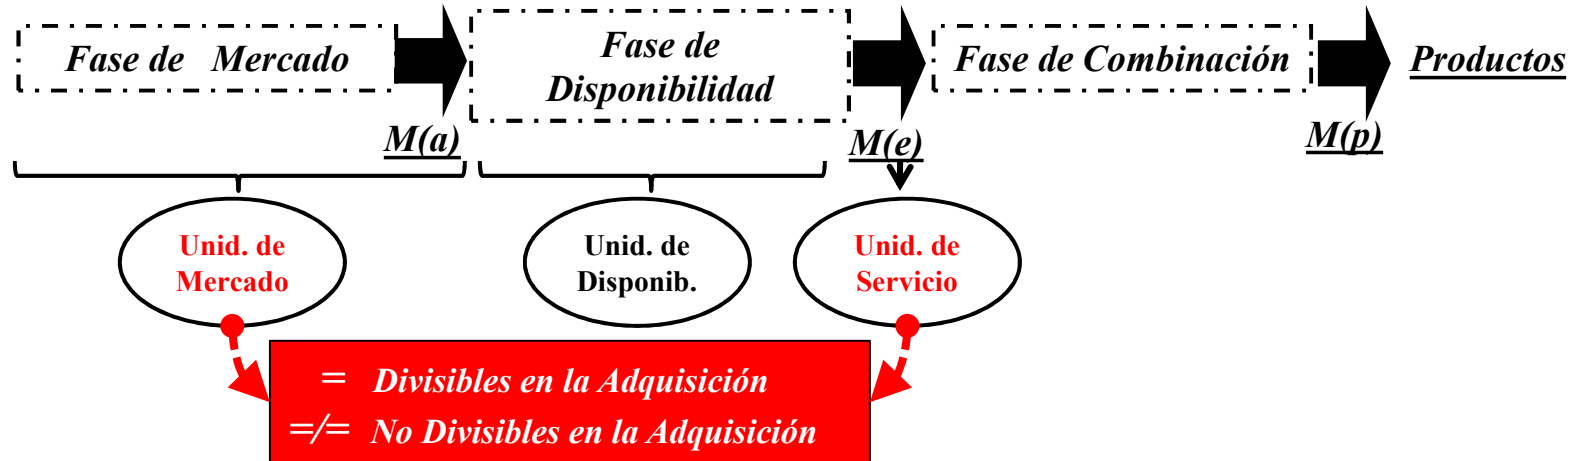 Fase de Mercado
Fase de
Disponibilidad
Fase de Combinación
Productos
M(a)
M(e)
M(p)
Unid. de
Mercado
Unid. de
Disponib.
Unid. de
Servicio
= Divisibles en la Adquisición
=/= No Divisibles en la Adquisición